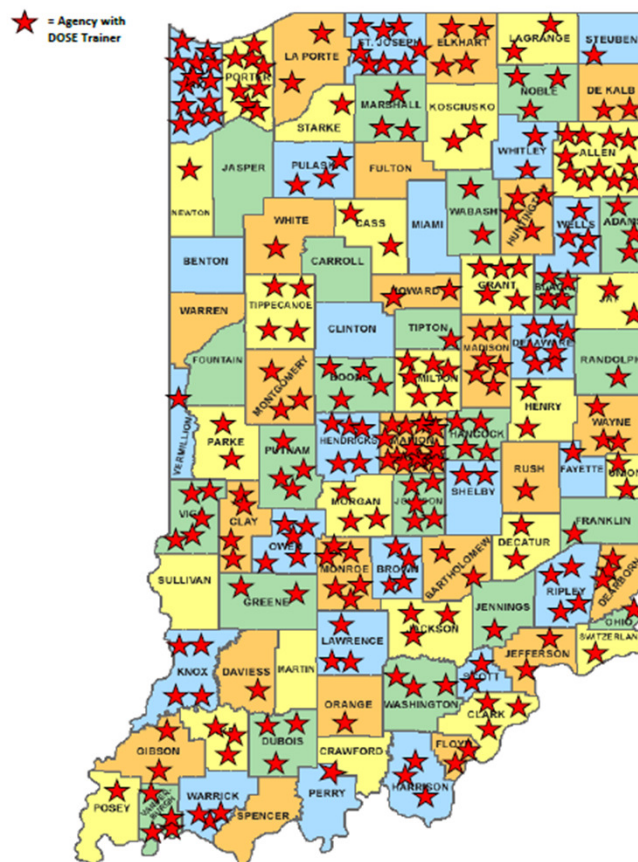 = Agency with
DOSE Trainer
LA PORTE
ST. JOSEPH
ELKHART
LAGRANGE
STEUBEN
PORTER
NOBLE
DE KALB
MARSHALL
KOSCIUSKO
STARKE
WHITLEY
ALLEN
JASPER
PULASKI
FULTON
NEWTON
WABASH
HUNTINGTON
WELLS
ADAMS
WHITE
CASS
MIAMI
BENTON
CARROLL
GRANT
HOWARD
JAY
WARREN
TIPPECANOE
CLINTON
TIPTON
MADISON
DELAWARE
RANDOLPH
FOUNTAIN
MONTGOMERY
BOONE
HENRY
WAYNE
VERMILLION
PARKE
PUTNAM
HENDRICKS
MARION
HANCOCK
RUSH
FAYETTE
UNION
SHELBY
VIGO
CLAY
MORGAN
JOHNSON
FRANKLIN
OWEN
DECATUR
SULLIVAN
MONROE
BROWN
BARTHOLOMEW
RIPLEY
DEARBORN
GREENE
JENNINGS
OHIO
JACKSON
SWITZERLAND
LAWRENCE
JEFFERSON
KNOX
DAVIESS
MARTIN
SCOTT
ORANGE
WASHINGTON
CLARK
GIBSON
DUBOIS
CRAWFORD
FLOYD
POSEY
WARRICK
PERRY
HARRISON
SPENCER